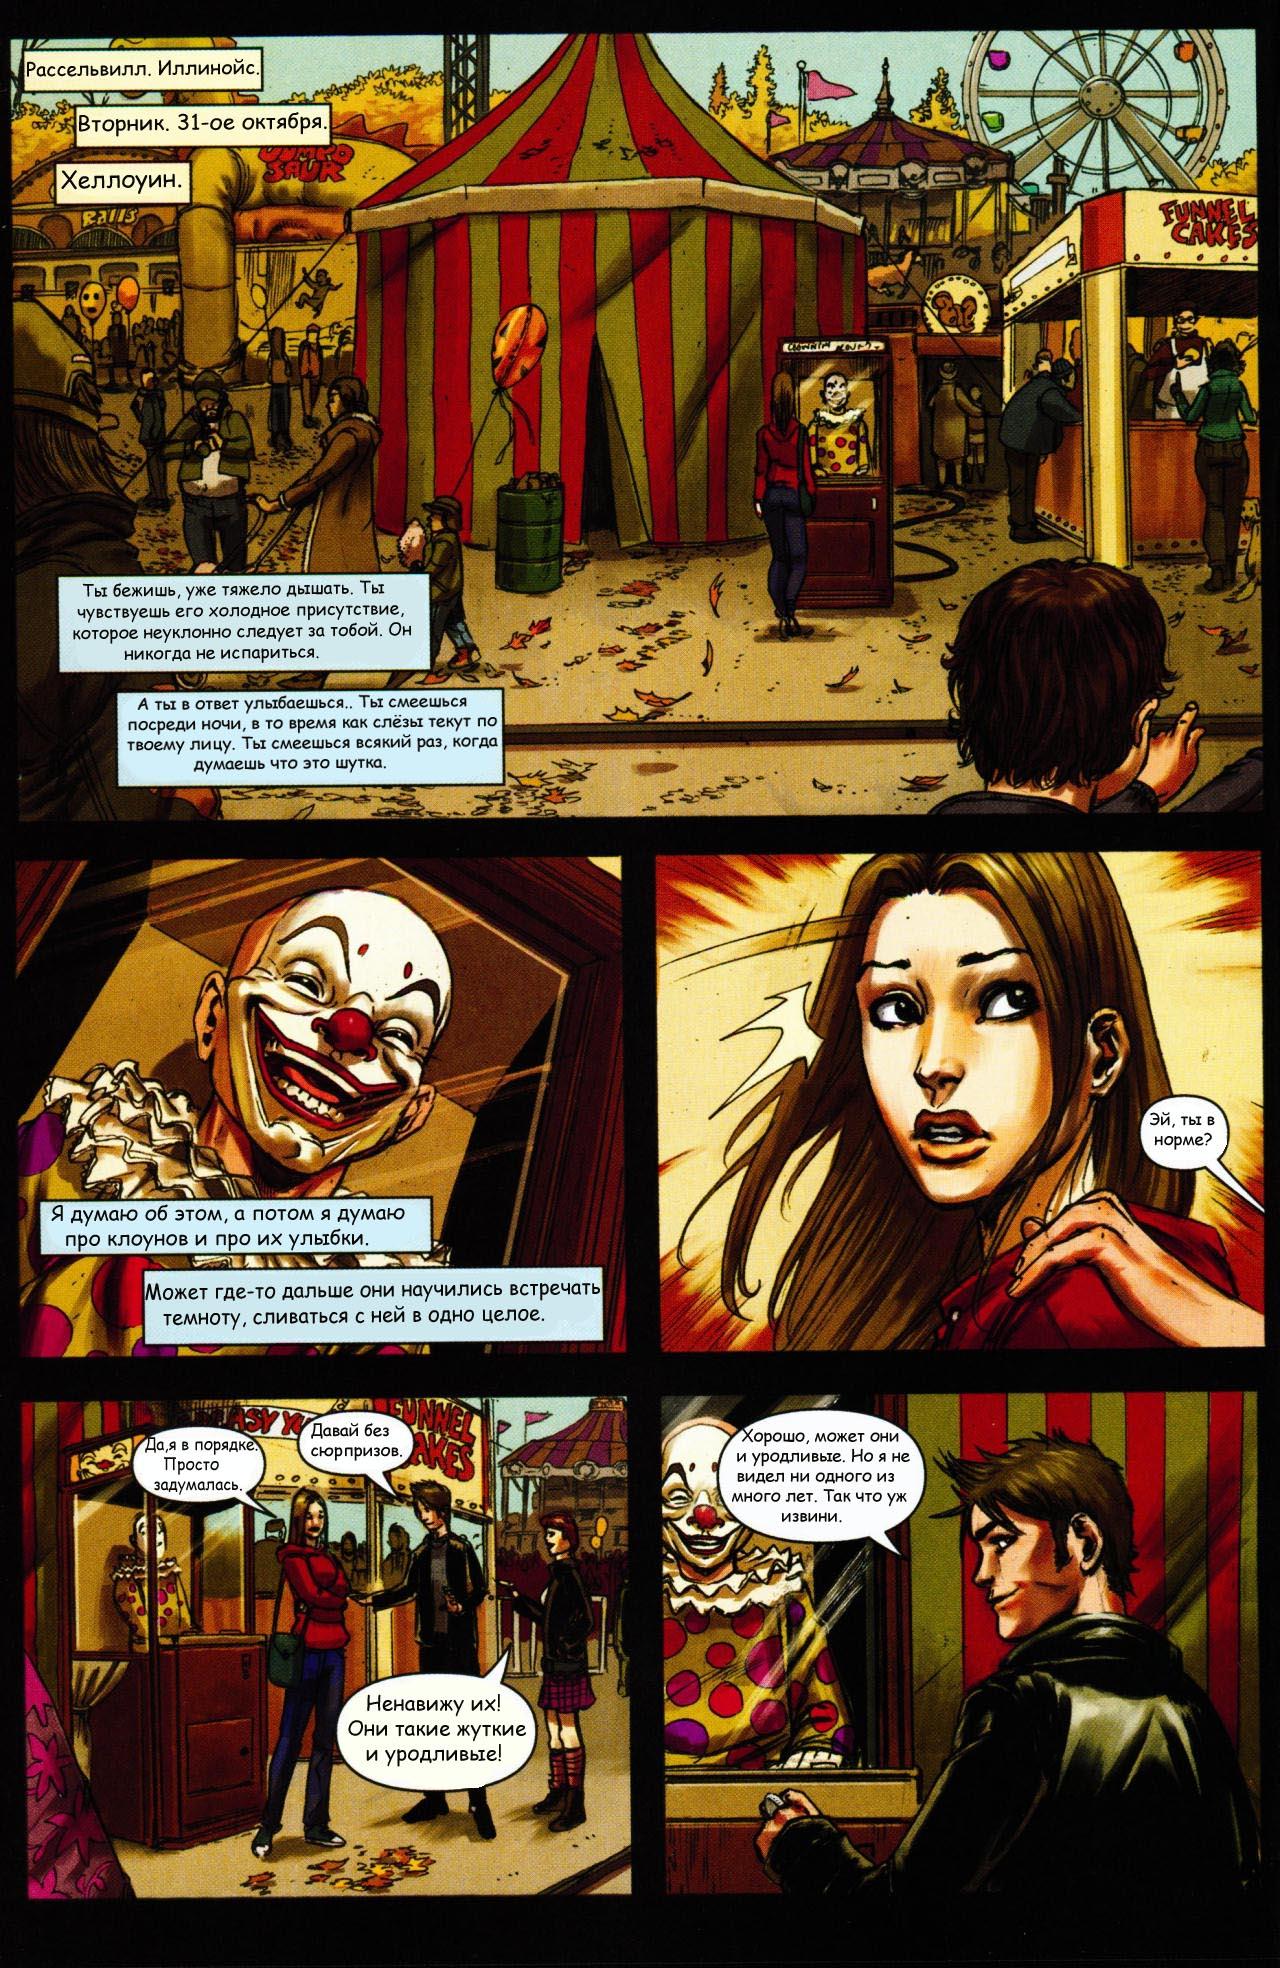 Рассельвилл. Иллинойс.
Вторник. 31-ое октября.
Хеллоуин.
JUMPO
SAUR
Rails
FUNNEL
CAKES
Ты бежишь, уже тяжело дышать. Ты
чувствуешь его холодное присутствие,
которое неуклонно следует за тобой. Он
никогда не испариться.
А ты в ответ улыбаешься.. Ты смеешься
посреди ночи, в то время как слёзы текут по
твоему лицу. Ты смеешься всякий раз, когда
думаешь что это шутка.
Я думаю об этом, а потом я думаю
про клоунов и про их улыбки.
Может где-то дальше они научились встречать
темноту, сливаться с ней в одно целое.
Эй, ты в
норме?
Да,я в порядке.
Просто
задумалась.
Давай без
сюрпризов.
FUNNEL
CAKES
Ненавижу их!
Они такие жуткие
и уродливые!
Хорошо, может они
и уродливые. Но я не
видел ни одного из
много лет. Так что уж
извини.